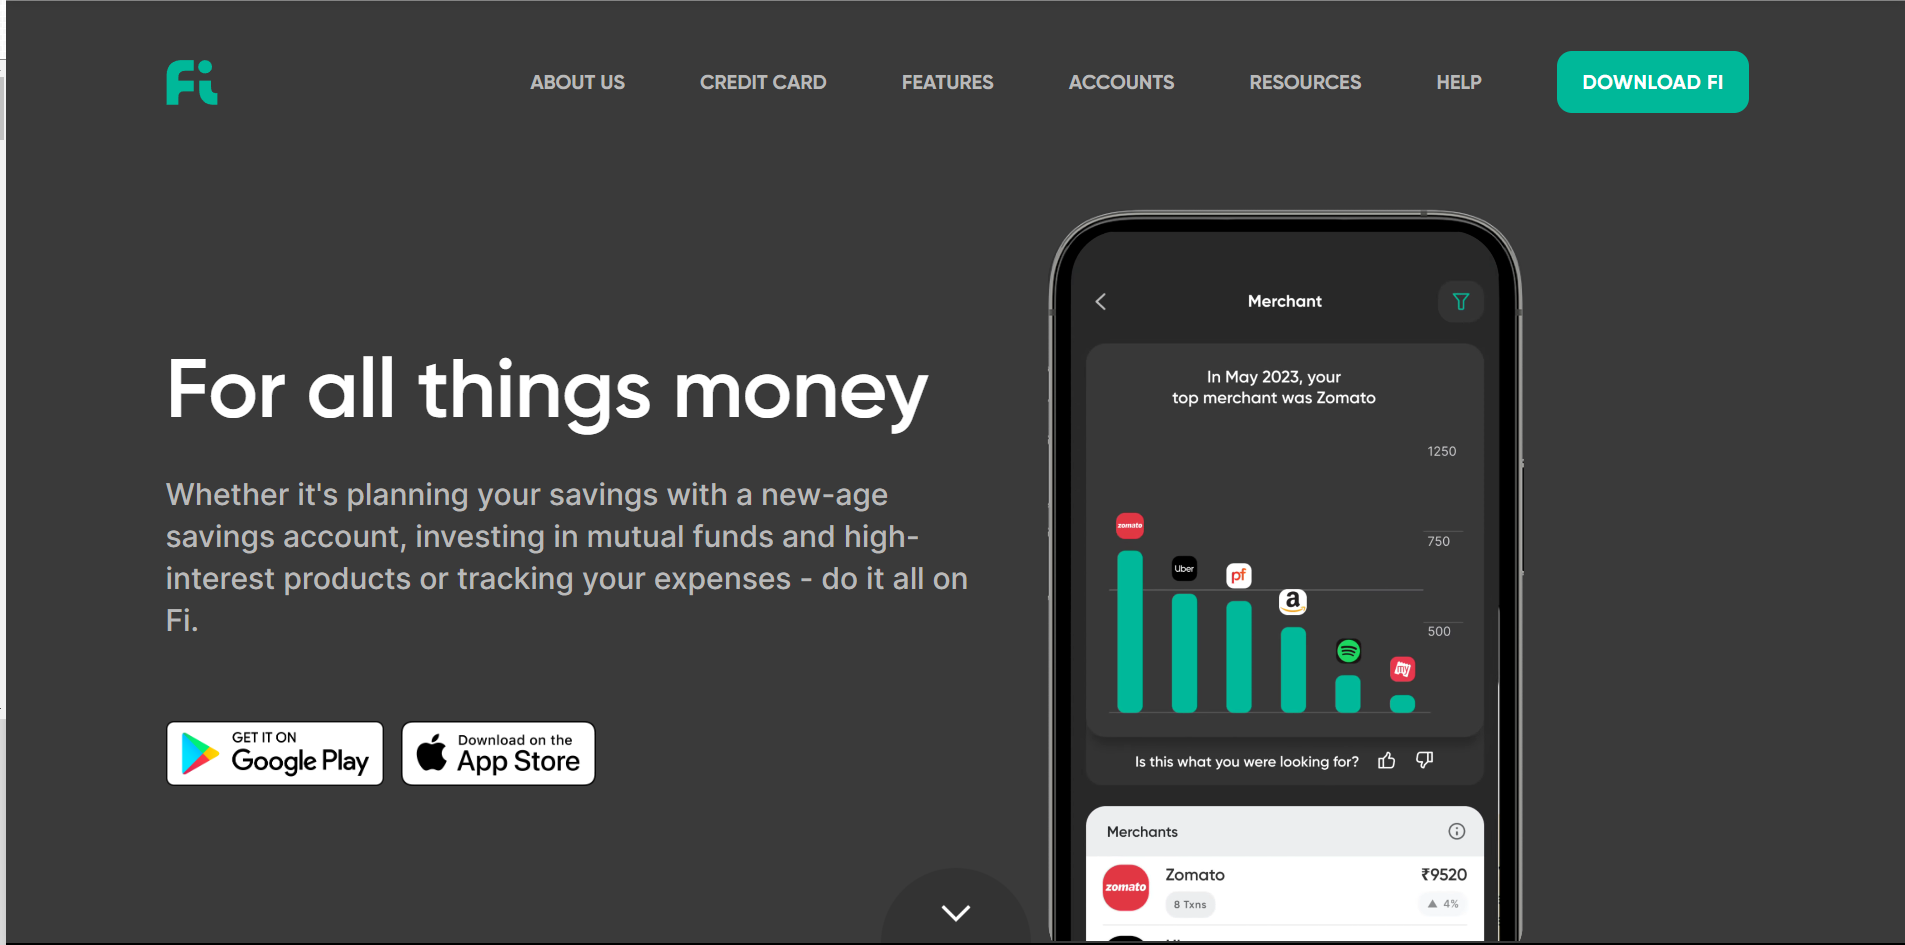 Fi
ABOUT US
CREDIT CARD
FEATURES
ACCOUNTS
RESOURCES
HELP
DOWNLOAD FI
For all things money
Whether it's planning your savings with a new-age
savings account, investing in mutual funds and high-
interest products or tracking your expenses - do it all on
Fi.
GET IT ON
Google Play
Download on the
App Store
Merchant
In May 2023, your
top merchant was Zomato
1250
750
500
zomato
Uber
pf
a
my
Is this what you were looking for?
Merchants
zomato
Zomato
₹9520
8 Txns
▲ 4%